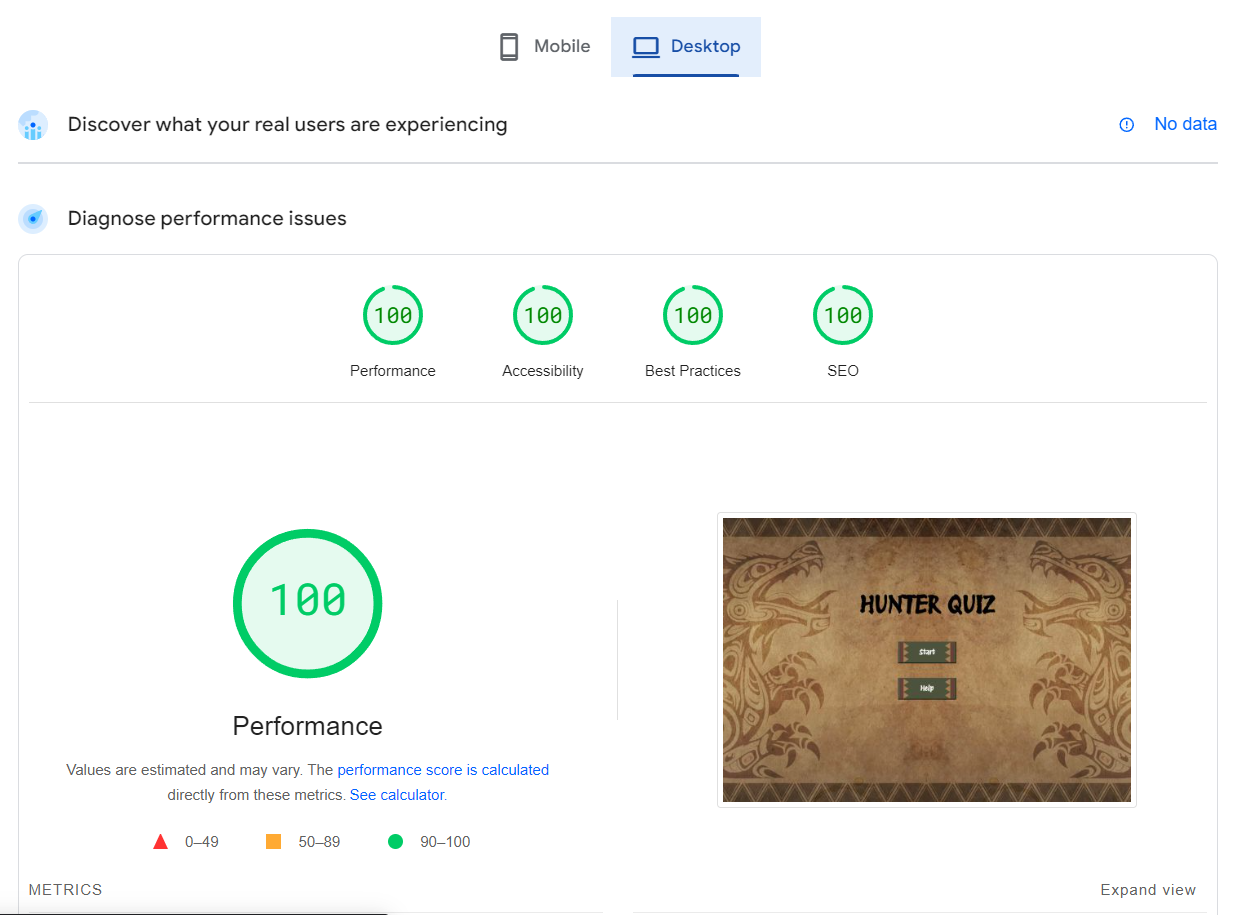 Mobile
Desktop
Discover what your real users are experiencing
No data
Diagnose performance issues
100
100
100
100
Performance
Accessibility
Best Practices
SEO
100
HUNTER QUIZ
Start
Help
Performance
Values are estimated and may vary. The performance score is calculated
directly from these metrics. See calculator.
0–49
50–89
90–100
METRICS
Expand view